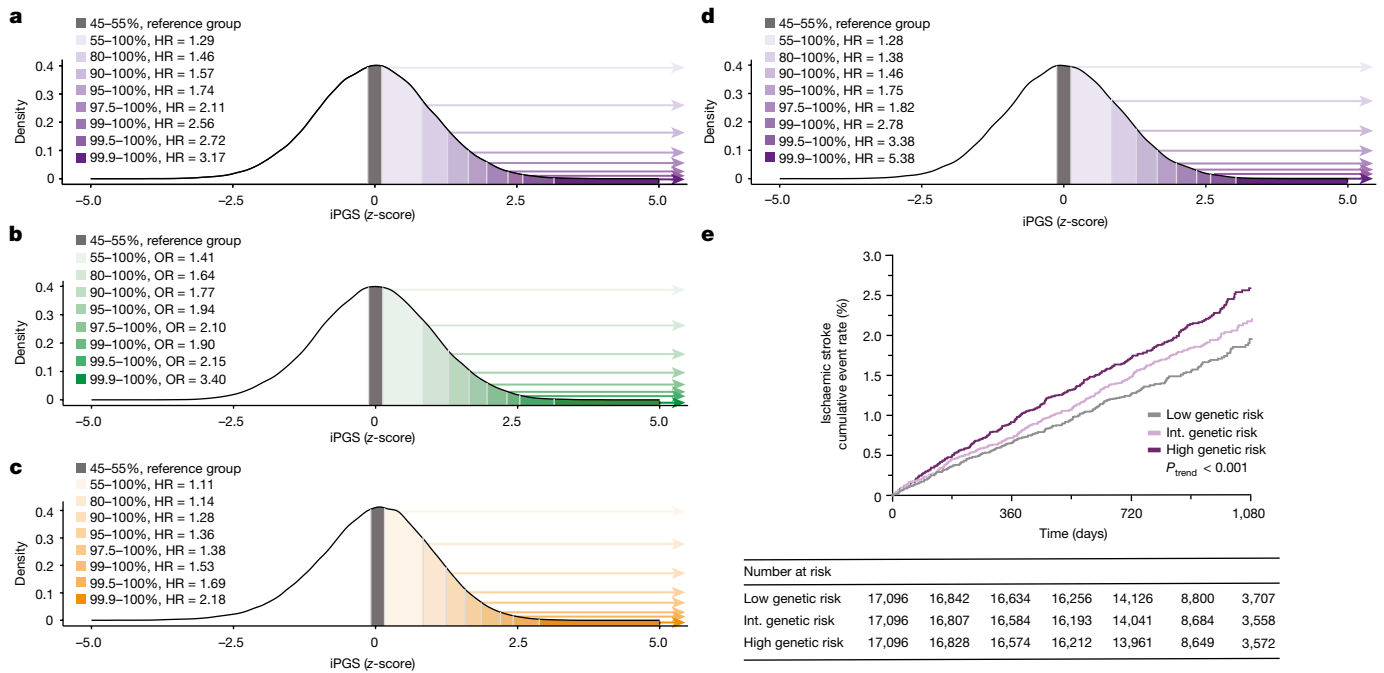 a
45–55%, reference group
55–100%, HR = 1.29
80–100%, HR = 1.46
90–100%, HR = 1.57
95–100%, HR = 1.74
97.5–100%, HR = 2.11
99–100%, HR = 2.56
99.5–100%, HR = 2.72
99.9–100%, HR = 3.17
Density
0.4
0.3
0.2
0.1
0
–5.0 –2.5 0 2.5 5.0
iPGS (z-score)
b
45–55%, reference group
55–100%, OR = 1.41
80–100%, OR = 1.64
90–100%, OR = 1.77
95–100%, OR = 1.94
97.5–100%, OR = 2.10
99–100%, OR = 1.90
99.5–100%, OR = 2.15
99.9–100%, OR = 3.40
Density
0.4
0.3
0.2
0.1
0
–5.0 –2.5 0 2.5 5.0
iPGS (z-score)
c
45–55%, reference group
55–100%, HR = 1.11
80–100%, HR = 1.14
90–100%, HR = 1.28
95–100%, HR = 1.36
97.5–100%, HR = 1.38
99–100%, HR = 1.53
99.5–100%, HR = 1.69
99.9–100%, HR = 2.18
Density
0.4
0.3
0.2
0.1
0
–5.0 –2.5 0 2.5 5.0
iPGS (z-score)
d
45–55%, reference group
55–100%, HR = 1.28
80–100%, HR = 1.38
90–100%, HR = 1.46
95–100%, HR = 1.75
97.5–100%, HR = 1.82
99–100%, HR = 2.78
99.5–100%, HR = 3.38
99.9–100%, HR = 5.38
Density
0.4
0.3
0.2
0.1
0
–5.0 –2.5 0 2.5 5.0
iPGS (z-score)
e
Ischaemic stroke
cumulative event rate (%)
3.0
2.5
2.0
1.5
1.0
0.5
0
Low genetic risk
Int. genetic risk
High genetic risk
Ptrend < 0.001
0 360 720 1,080
Time (days)
Number at risk
Low genetic risk 17,096 16,842 16,634 16,256 14,126 8,800 3,707
Int. genetic risk 17,096 16,807 16,584 16,193 14,041 8,684 3,558
High genetic risk 17,096 16,828 16,574 16,212 13,961 8,649 3,572